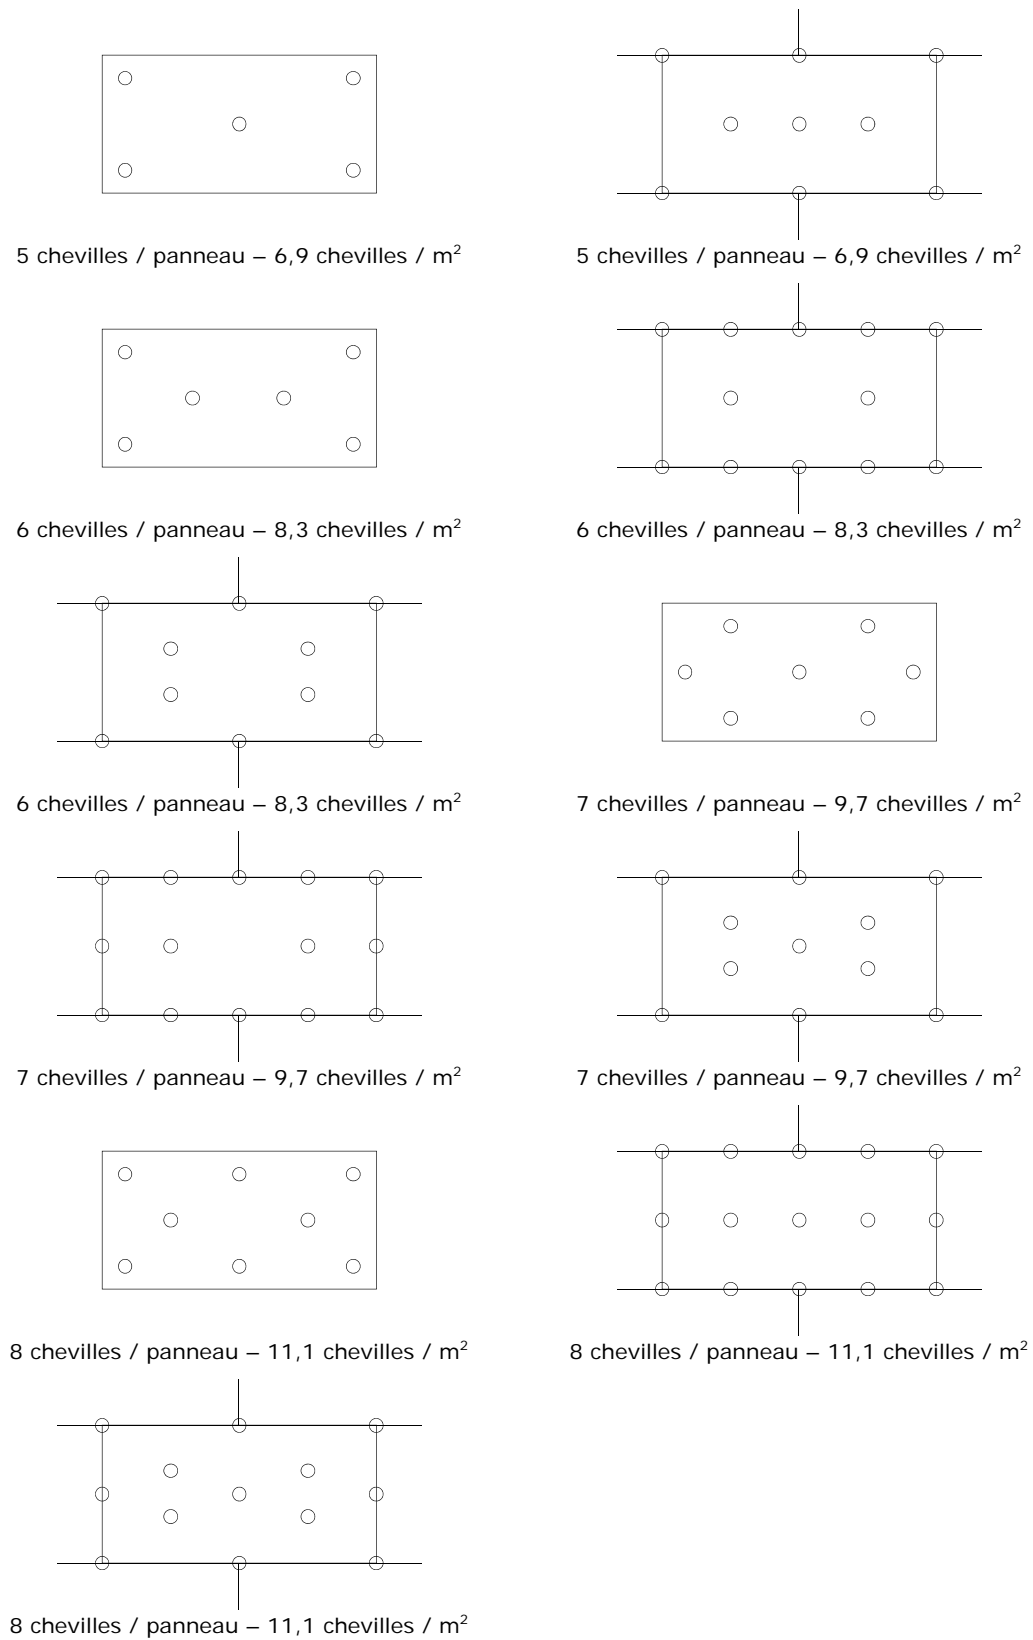 5 chevilles / panneau – 6,9 chevilles / m²
5 chevilles / panneau – 6,9 chevilles / m²
6 chevilles / panneau – 8,3 chevilles / m²
6 chevilles / panneau – 8,3 chevilles / m²
6 chevilles / panneau – 8,3 chevilles / m²
7 chevilles / panneau – 9,7 chevilles / m²
7 chevilles / panneau – 9,7 chevilles / m²
7 chevilles / panneau – 9,7 chevilles / m²
8 chevilles / panneau – 11,1 chevilles / m²
8 chevilles / panneau – 11,1 chevilles / m²
8 chevilles / panneau – 11,1 chevilles / m²